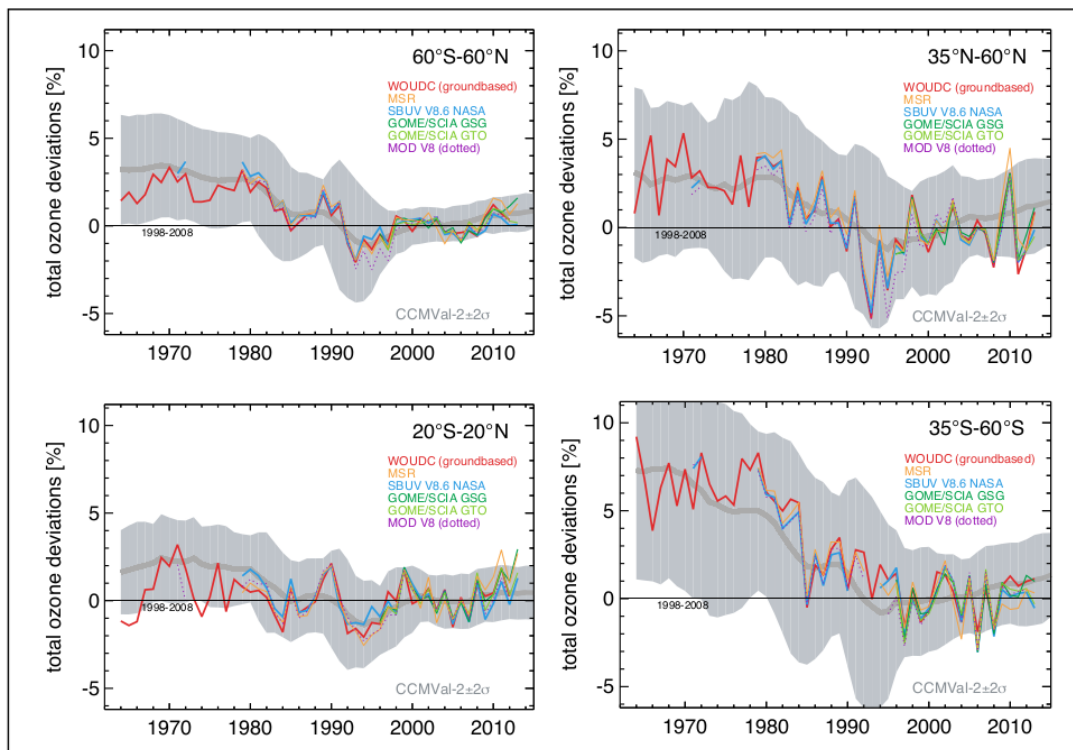 60°S-60°N
total ozone deviations [%]
10
5
0
-5
WOUDC (groundbased)
MSR
SBUV V8.6 NASA
GOME/SCIA GSG
GOME/SCIA GTO
MOD V8 (dotted)
1998-2008
CCMVal-2±2σ
1970 1980 1990 2000 2010
35°N-60°N
total ozone deviations [%]
10
5
0
-5
WOUDC (groundbased)
MSR
SBUV V8.6 NASA
GOME/SCIA GSG
GOME/SCIA GTO
MOD V8 (dotted)
1998-2008
CCMVal-2±2σ
1970 1980 1990 2000 2010
20°S-20°N
total ozone deviations [%]
10
5
0
-5
WOUDC (groundbased)
MSR
SBUV V8.6 NASA
GOME/SCIA GSG
GOME/SCIA GTO
MOD V8 (dotted)
1998-2008
CCMVal-2±2σ
1970 1980 1990 2000 2010
35°S-60°S
total ozone deviations [%]
10
5
0
-5
WOUDC (groundbased)
MSR
SBUV V8.6 NASA
GOME/SCIA GSG
GOME/SCIA GTO
MOD V8 (dotted)
1998-2008
CCMVal-2±2σ
1970 1980 1990 2000 2010